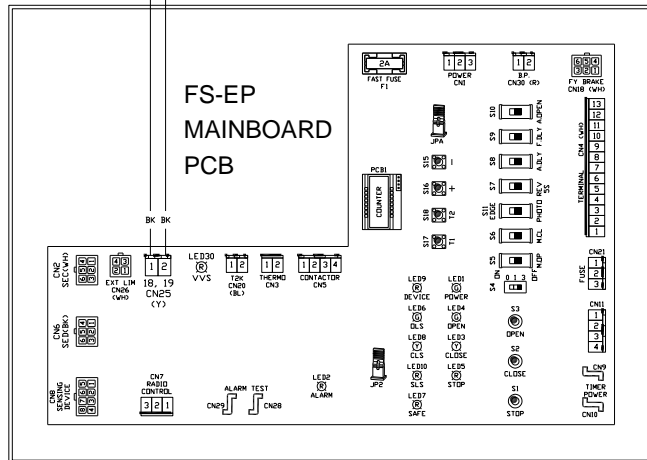 FS-EP
MAINBOARD
PCB
BK BK
2A
FAST FUSE
F1
1 2 3
POWER
CN1
1 2
B.P.
CN30 (R)
6 5 4
3 2 1
FY BRAKE
CN18 (WH)
JPA
S10
A.OPEN
S9
F.DLY
S8
A.DLY
S7
REV
5S
S11
EDGE
PHOTO
S6
M.CL
S5
M.OP
ON
0 1 3
OFF
S4
S15
-
S16
+
S18
T2
S17
T1
PCB1
COUNTER
TERMINAL CN4 (WH)
13
12
11
10
9
8
7
6
5
4
3
2
1
CN21
FUSE
1
2
3
CN11
1
2
3
4
CN9
TIMER
POWER
CN10
CN2
SEC(WH)
EXT LIM
CN26
(WH)
4 3
2 1
1 2
18, 19
CN25
(Y)
LED30
R
VVS
1 2
T2K
CN20
(BL)
1 2
THERMO
CN3
1 2 3 4
CONTACTOR
CN5
LED9
R
DEVICE
LED1
G
POWER
LED6
G
OLS
LED4
G
OPEN
LED8
Y
CLS
LED3
Y
CLOSE
LED10
R
SLS
LED5
R
STOP
LED7
R
SAFE
S3
OPEN
S2
CLOSE
S1
STOP
CN6
SED(BK)
CN8
SENSING
DEVICE
CN7
RADIO
CONTROL
3 2 1
ALARM TEST
CN29
CN28
LED2
R
ALARM
JP2